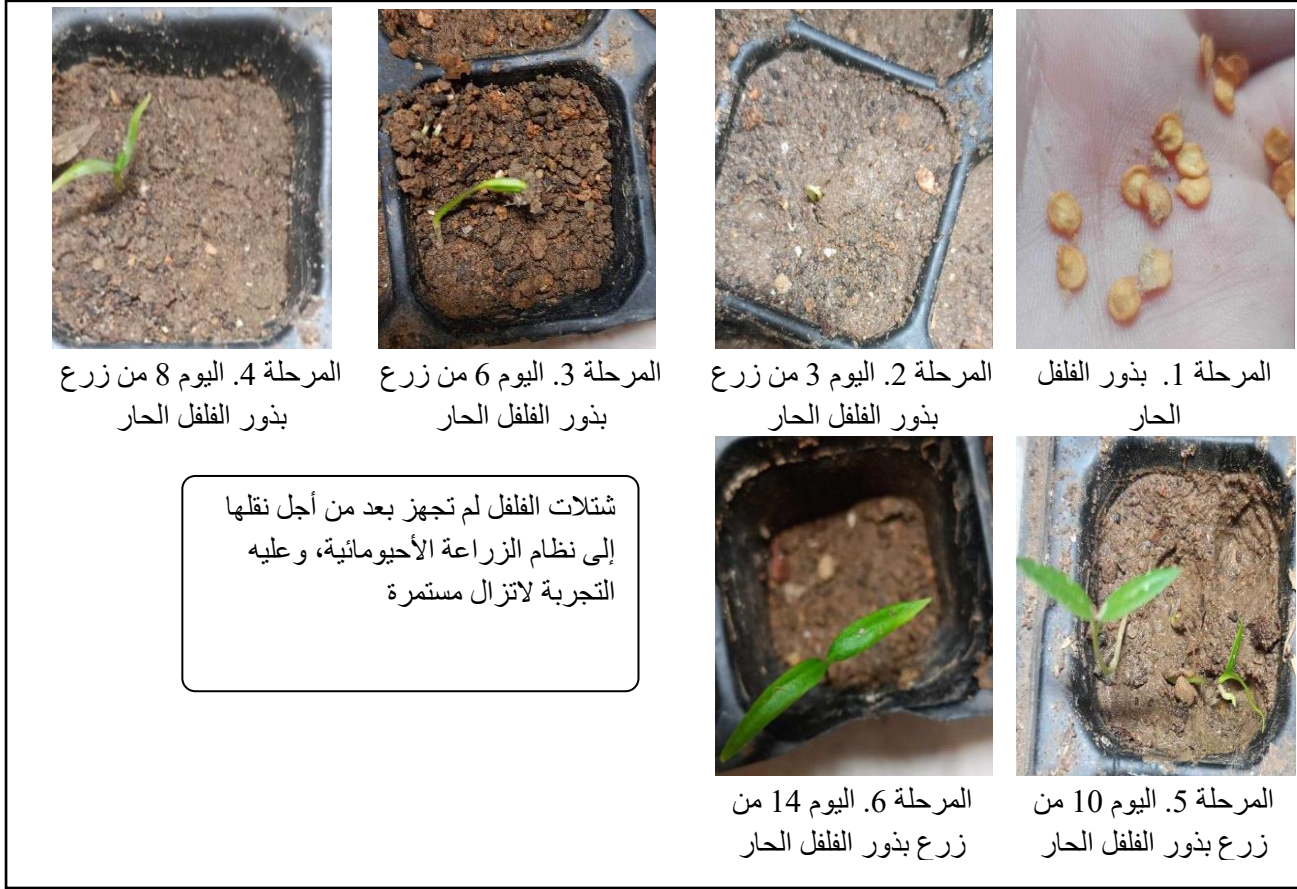 المرحلة 1. بذور الفلفل
الحار
المرحلة 2. اليوم 3 من زرع
بذور الفلفل الحار
المرحلة 3. اليوم 6 من زرع
بذور الفلفل الحار
المرحلة 4. اليوم 8 من زرع
بذور الفلفل الحار
المرحلة 5. اليوم 10 من
زرع بذور الفلفل الحار
المرحلة 6. اليوم 14 من
زرع بذور الفلفل الحار
شتلات الفلفل لم تجهز بعد من أجل نقلها
إلى نظام الزراعة الأحيومائية، وعليه
التجربة لاتزال مستمرة